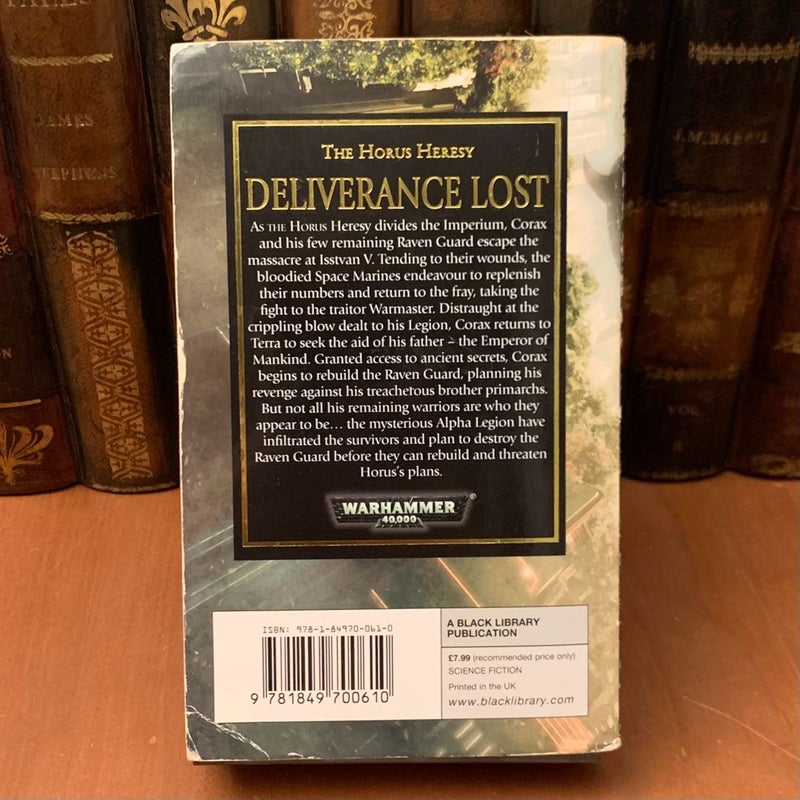 JAMES
STEPHENS
J.M. BARRIE
VOL
THE HORUS HERESY
DELIVERANCE LOST
AS THE HORUS Heresy divides the Imperium, Corax
and his few remaining Raven Guard escape the
massacre at Isstvan V. Tending to their wounds, the
bloodied Space Marines endeavour to replenish
their numbers and return to the fray, taking the
fight to the traitor Warmaster. Distraught at the
crippling blow dealt to his Legion, Corax returns to
Terra to seek the aid of his father – the Emperor of
Mankind. Granted access to ancient secrets, Corax
begins to rebuild the Raven Guard, planning his
revenge against his treacherous brother primarchs.
But not all his remaining warriors are who they
appear to be... the mysterious Alpha Legion have
infiltrated the survivors and plan to destroy the
Raven Guard before they can rebuild and threaten
Horus's plans.
WARHAMMER®
40,000
ISBN: 978-1-84970-061-0
9 781849 700610
A BLACK LIBRARY
PUBLICATION
£7.99 (recommended price only)
SCIENCE FICTION
Printed in the UK
www.blacklibrary.com